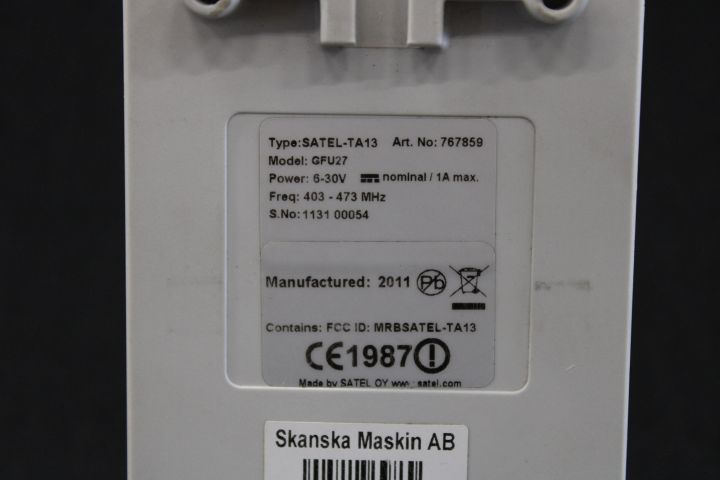 Type:SATEL-TA13 Art. No: 767859
Model: GFU27
Power: 6-30V nominal / 1A max.
Freq: 403 - 473 MHz
S.No: 1131 00054
Manufactured: 2011 Pb
Contains: FCC ID: MRBSATEL-TA13
CE1987
Made by SATEL OY www.satel.com
Skanska Maskin AB